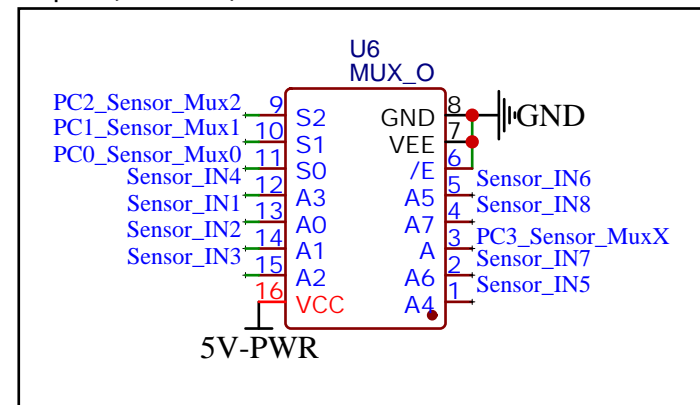 U6
MUX_O
PC2_Sensor_Mux2 9 S2 GND 8 GND
PC1_Sensor_Mux1 10 S1 VEE 7
PC0_Sensor_Mux0 11 S0 /E 6
Sensor_IN4 12 A3 A5 5 Sensor_IN6
Sensor_IN1 13 A0 A7 4 Sensor_IN8
Sensor_IN2 14 A1 A 3 PC3_Sensor_MuxX
Sensor_IN3 15 A2 A6 2 Sensor_IN7
16 VCC A4 1 Sensor_IN5
5V-PWR